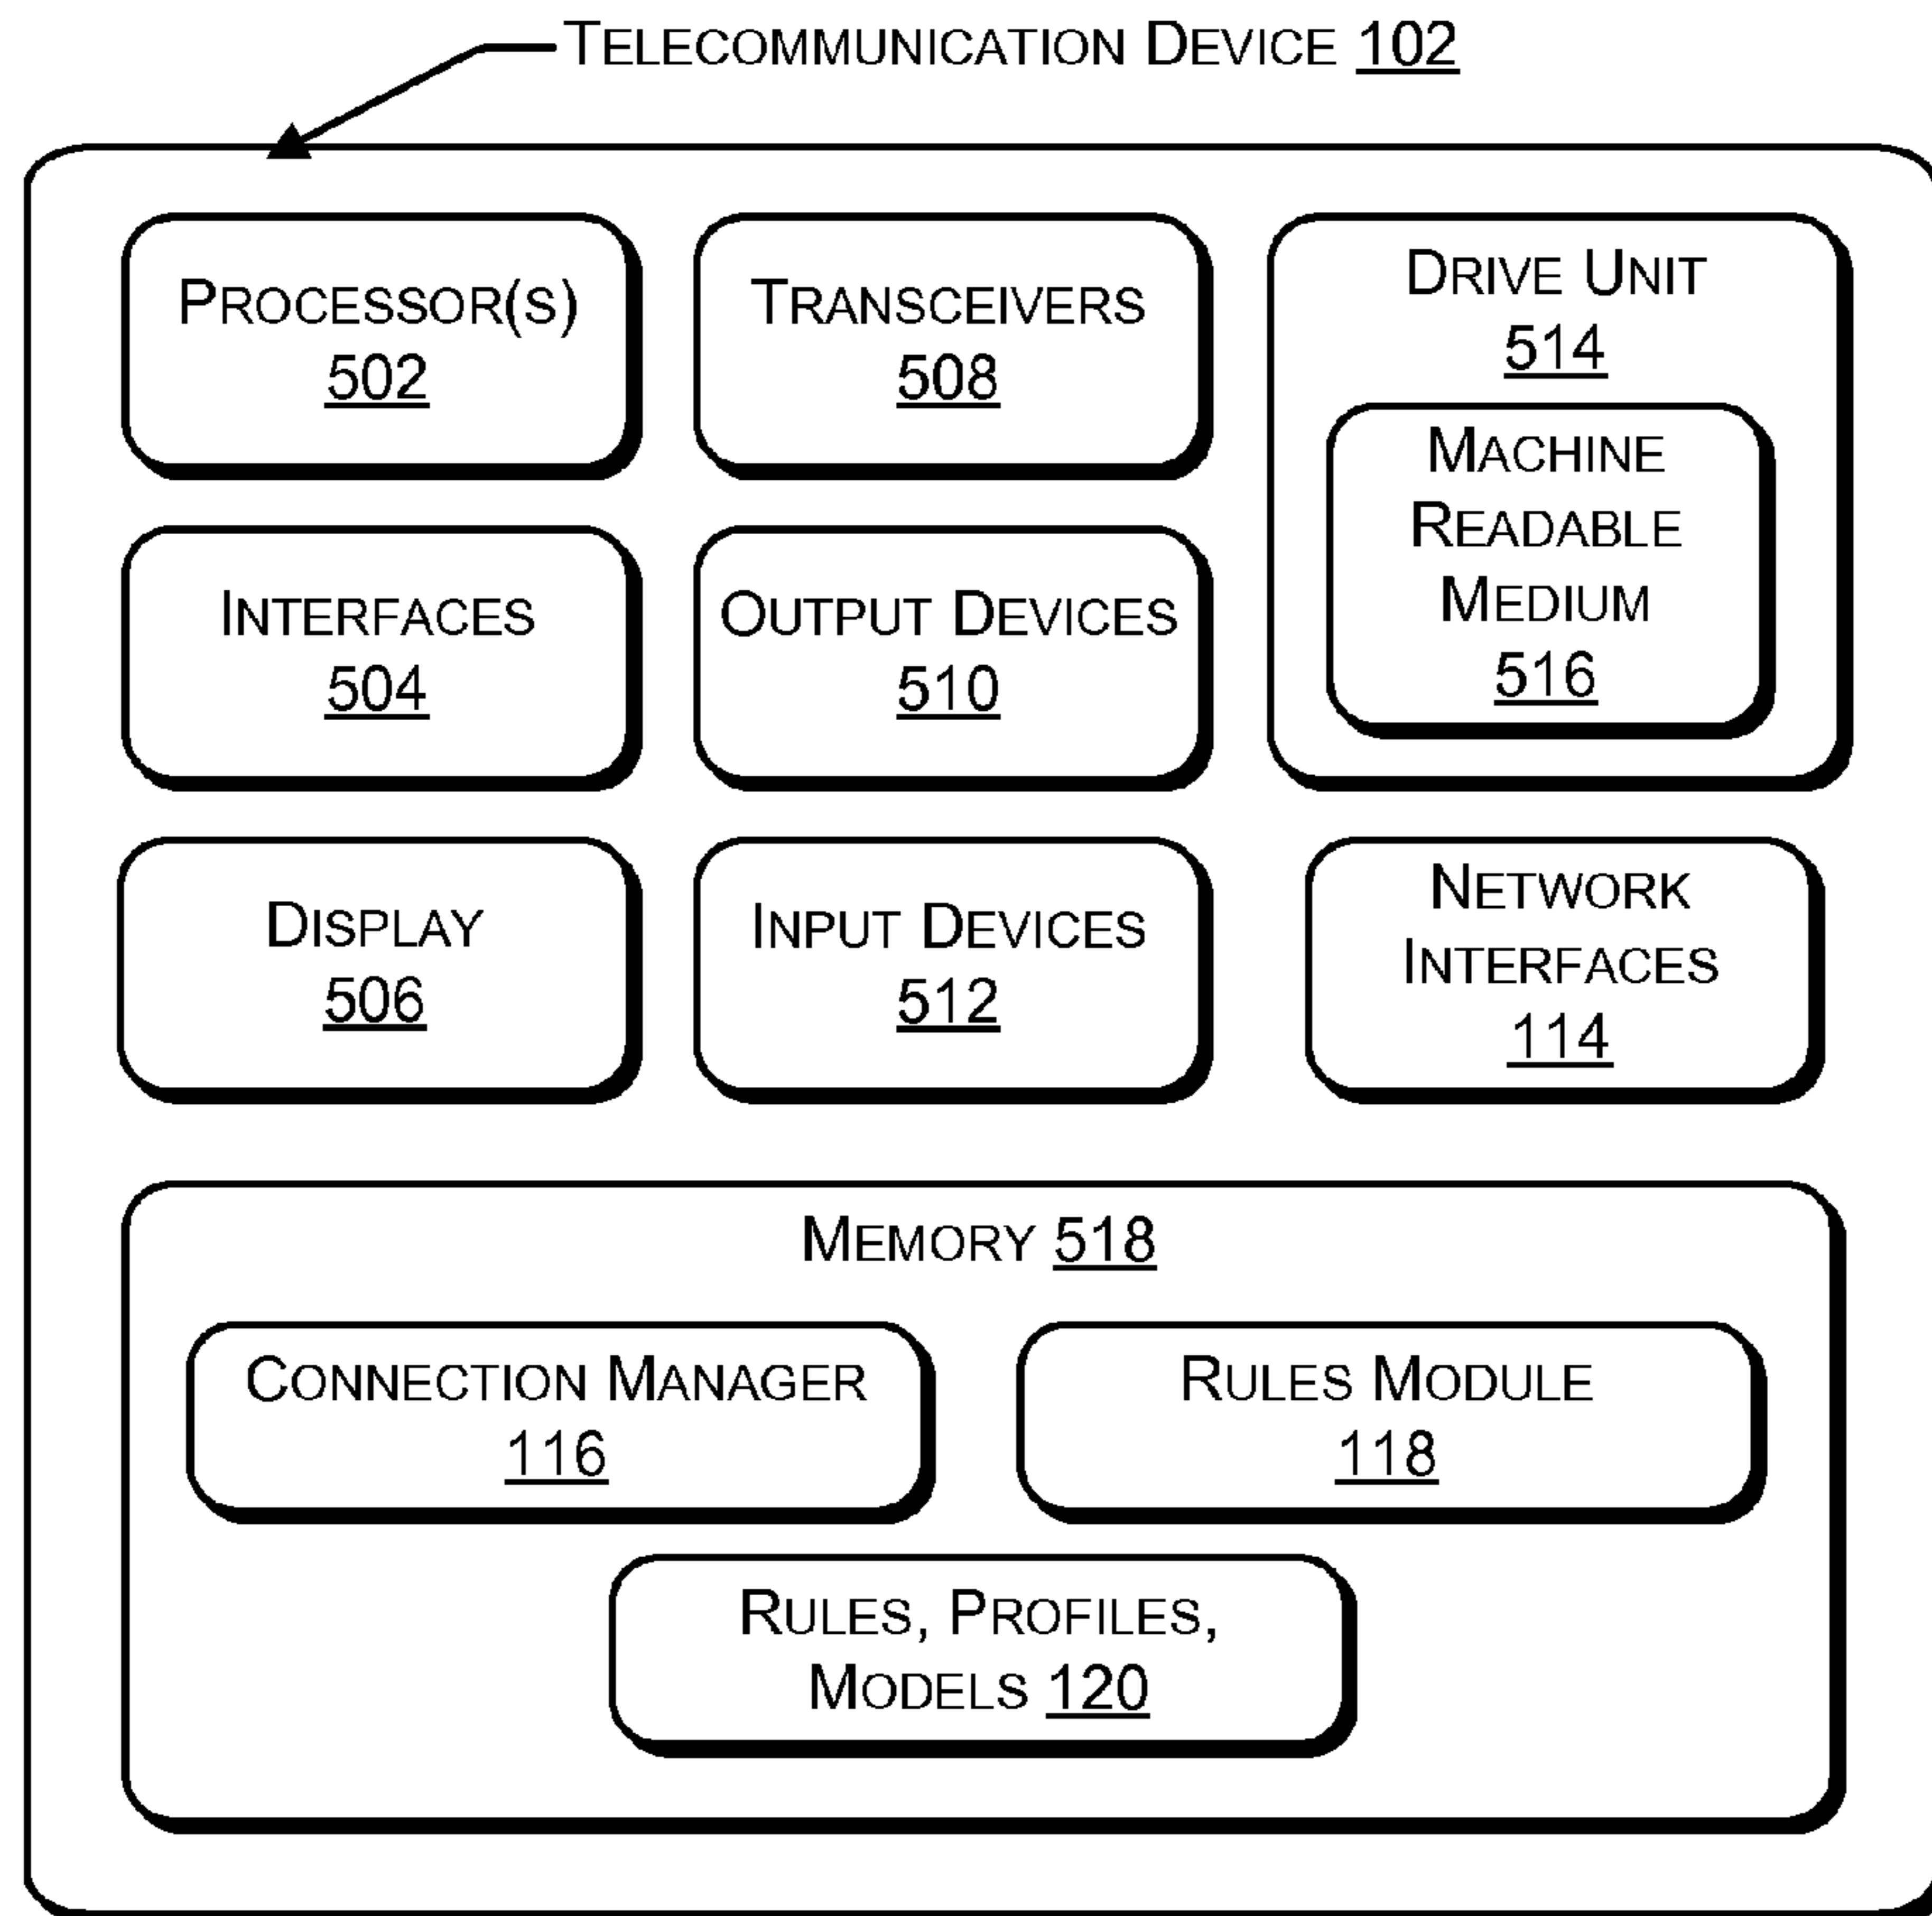 TELECOMMUNICATION DEVICE 102
PROCESSOR(S)
502
TRANSCEIVERS
508
DRIVE UNIT
514
MACHINE
READABLE
MEDIUM
516
INTERFACES
504
OUTPUT DEVICES
510
DISPLAY
506
INPUT DEVICES
512
NETWORK
INTERFACES
114
MEMORY 518
CONNECTION MANAGER
116
RULES MODULE
118
RULES, PROFILES,
MODELS 120